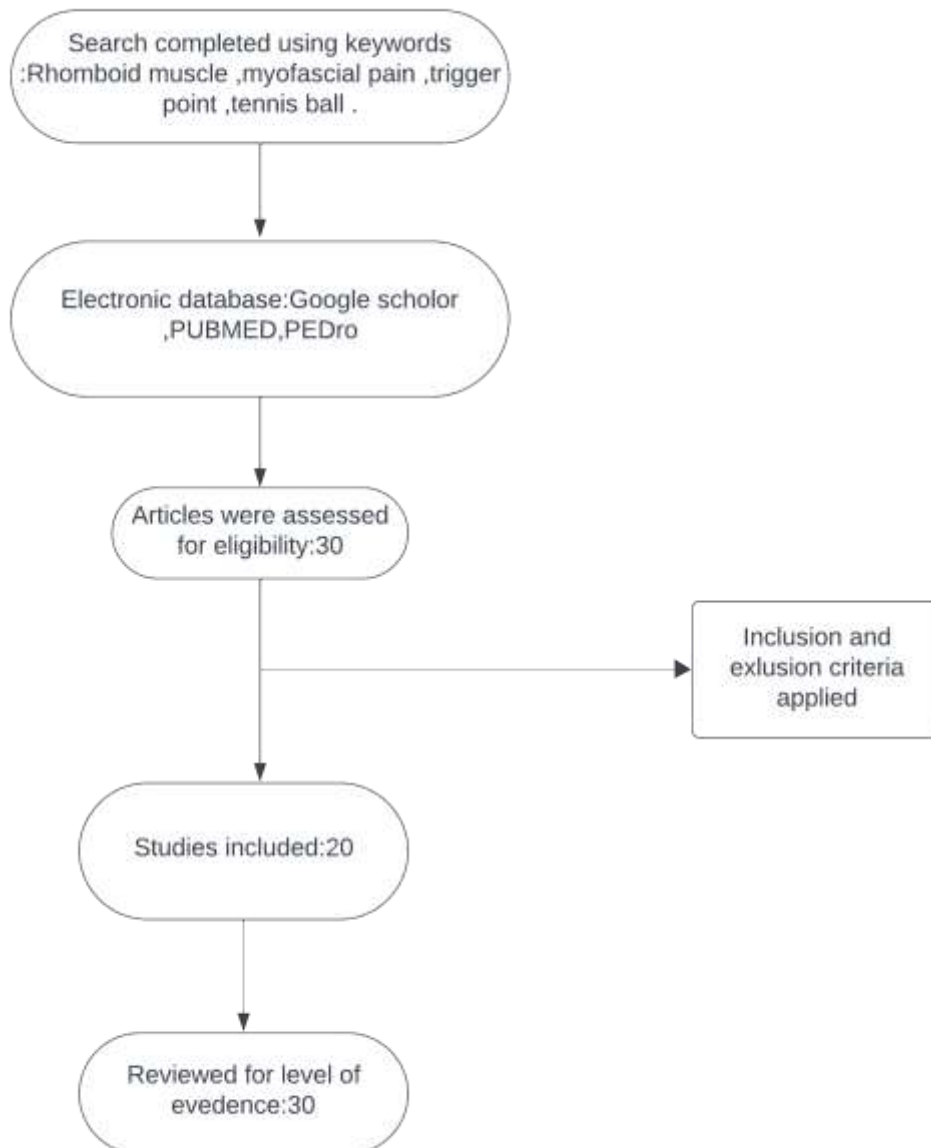 Search completed using keywords
:Rhomboid muscle ,myofascial pain ,trigger
point ,tennis ball .
Electronic database:Google scholor
,PUBMED,PEDro
Articles were assessed
for eligibility:30
Inclusion and
exlusion criteria
applied
Studies included:20
Reviewed for level of
evedence:30